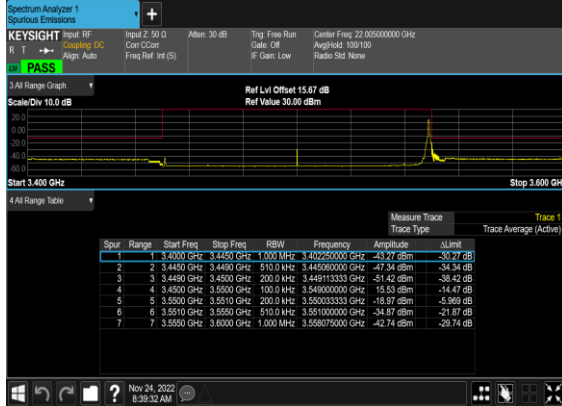 Spectrum Analyzer 1
Spurious Emissions
+
KEYSIGHT
R T
Input: RF
Coupling: DC
Align: Auto
Input Z: 50 Ω
Corr CCorr
Freq Ref: Int (S)
Atten: 30 dB
Trig: Free Run
Gate: Off
IF Gain: Low
Center Freq: 22.005000000 GHz
Avg|Hold: 100/100
Radio Std: None
PASS
3 All Range Graph
Scale/Div 10.0 dB
Ref Lvl Offset 15.67 dB
Ref Value 30.00 dBm
20.0
0.00
-20.0
-40.0
-60.0
Start 3.400 GHz
Stop 3.600 GH
4 All Range Table
Measure Trace Trace 1
Trace Type Trace Average (Active)
Spur Range Start Freq Stop Freq RBW Frequency Amplitude ΔLimit
1 1 3.4000 GHz 3.4450 GHz 1.000 MHz 3.402250000 GHz -43.27 dBm -30.27 dB
2 2 3.4450 GHz 3.4490 GHz 510.0 kHz 3.445060000 GHz -47.34 dBm -34.34 dB
3 3 3.4490 GHz 3.4500 GHz 200.0 kHz 3.449113333 GHz -51.42 dBm -38.42 dB
4 4 3.4500 GHz 3.5500 GHz 100.0 kHz 3.549000000 GHz 15.53 dBm -14.47 dB
5 5 3.5500 GHz 3.5510 GHz 200.0 kHz 3.550033333 GHz -18.97 dBm -5.969 dB
6 6 3.5510 GHz 3.5550 GHz 510.0 kHz 3.551000000 GHz -34.87 dBm -21.87 dB
7 7 3.5550 GHz 3.6000 GHz 1.000 MHz 3.558075000 GHz -42.74 dBm -29.74 dB
?
Nov 24, 2022
8:39:32 AM